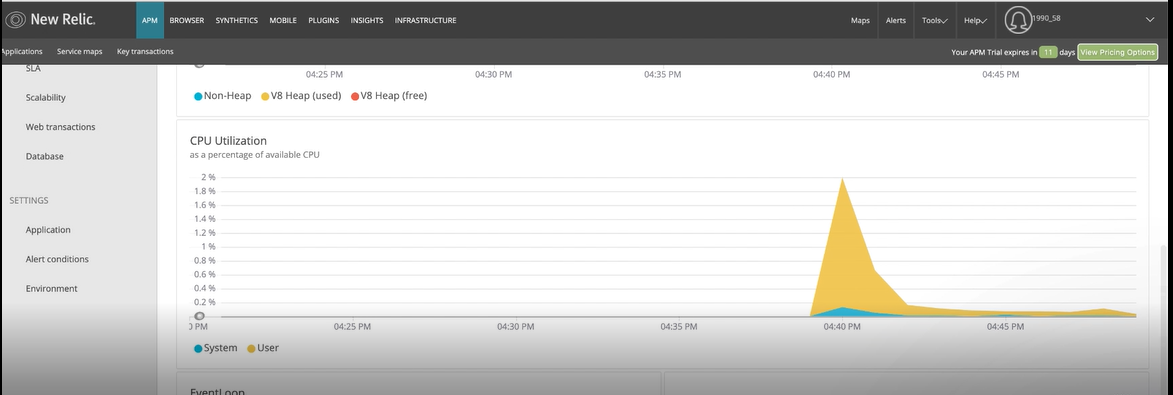 New Relic. APM BROWSER SYNTHETICS MOBILE PLUGINS INSIGHTS INFRASTRUCTURE Maps Alerts Tools Help 1990_58
Applications Service maps Key transactions Your APM Trial expires in 11 days View Pricing Options
SLA
Scalability
Web transactions
Database
SETTINGS
Application
Alert conditions
Environment
04:25 PM 04:30 PM 04:35 PM 04:40 PM 04:45 PM
Non-Heap V8 Heap (used) V8 Heap (free)
CPU Utilization
as a percentage of available CPU
2 %
1.8 %
1.6 %
1.4 %
1.2 %
1 %
0.8 %
0.6 %
0.4 %
0.2 %
0 PM 04:25 PM 04:30 PM 04:35 PM 04:40 PM 04:45 PM
System User
EventLoop